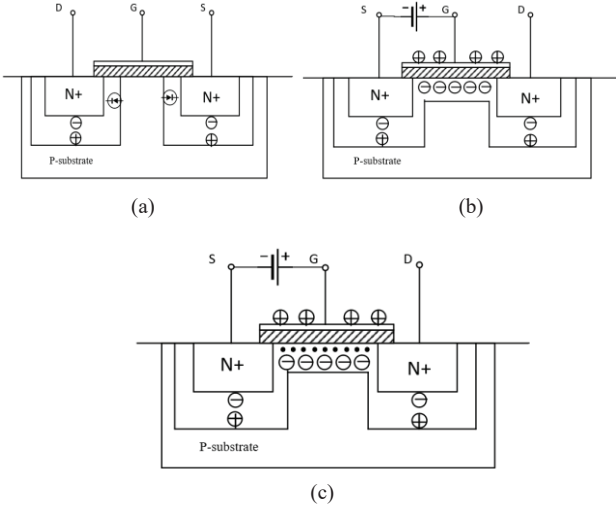 D G S
N+ N+
P-substrate
(a)
S - + G D
N+ N+
P-substrate
(b)
S - + G D
N+ N+
P-substrate
(c)